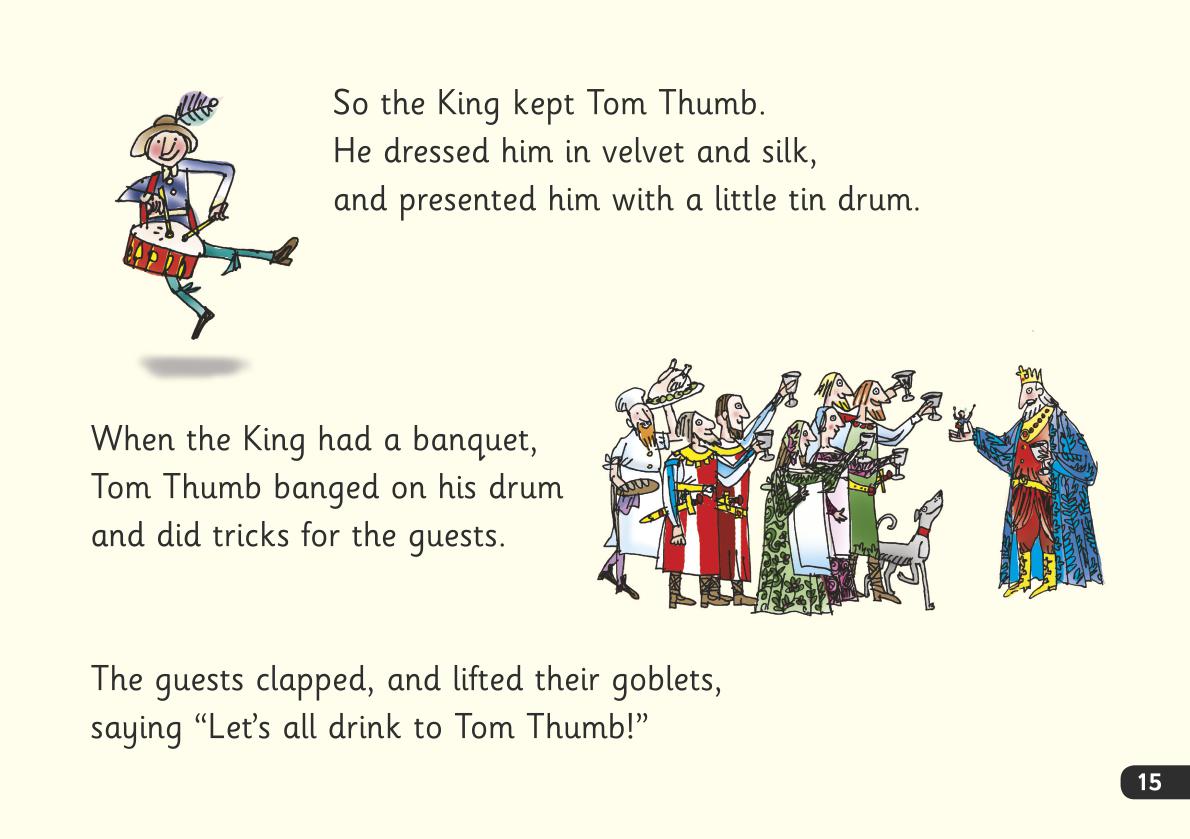 So the King kept Tom Thumb.
He dressed him in velvet and silk,
and presented him with a little tin drum.
When the King had a banquet,
Tom Thumb banged on his drum
and did tricks for the guests.
The guests clapped, and lifted their goblets,
saying “Let’s all drink to Tom Thumb!”
15